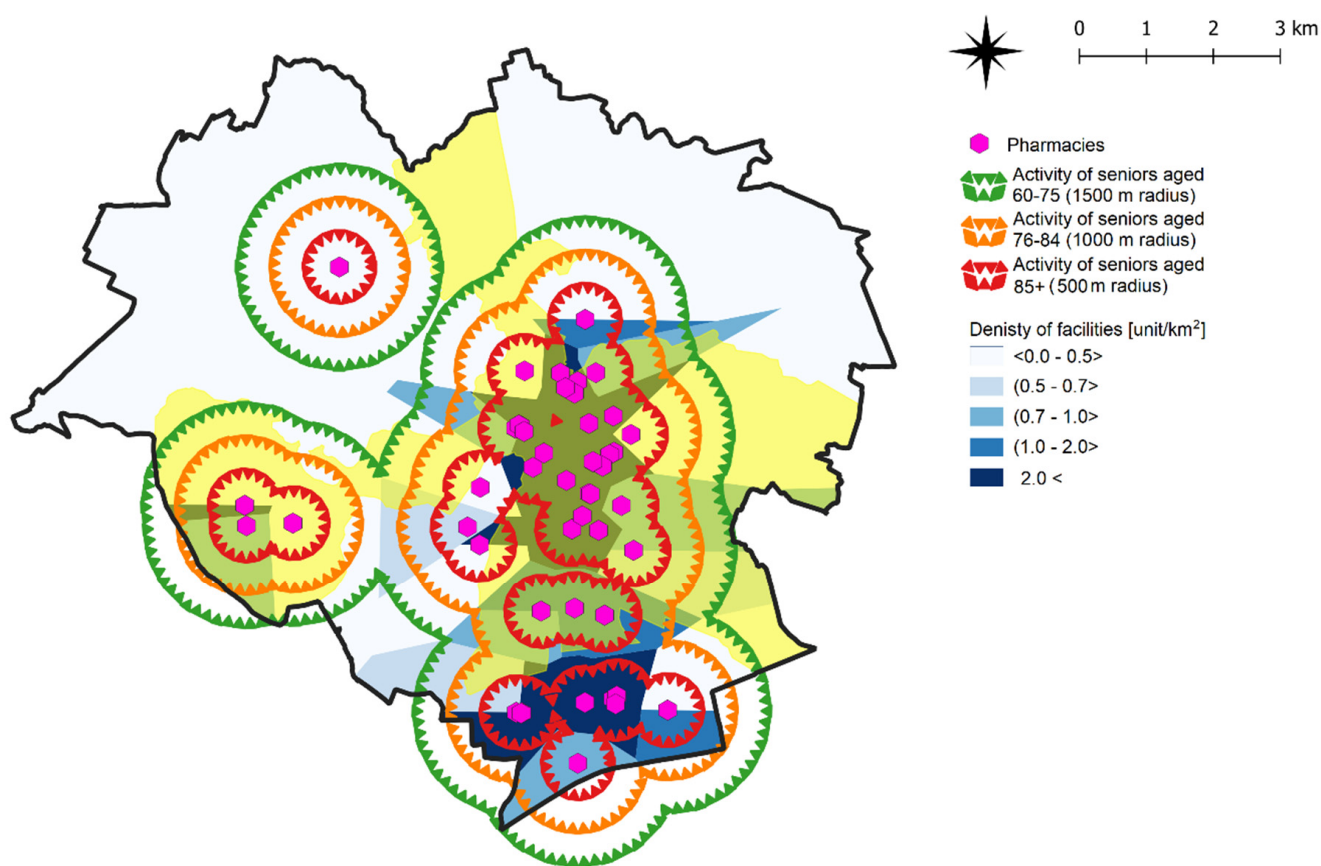 0 1 2 3 km
Pharmacies
Activity of seniors aged
60-75 (1500 m radius)
Activity of seniors aged
76-84 (1000 m radius)
Activity of seniors aged
85+ (500 m radius)
Denisty of facilities [unit/km²]
<0.0 - 0.5>
(0.5 - 0.7>
(0.7 - 1.0>
(1.0 - 2.0>
2.0 <